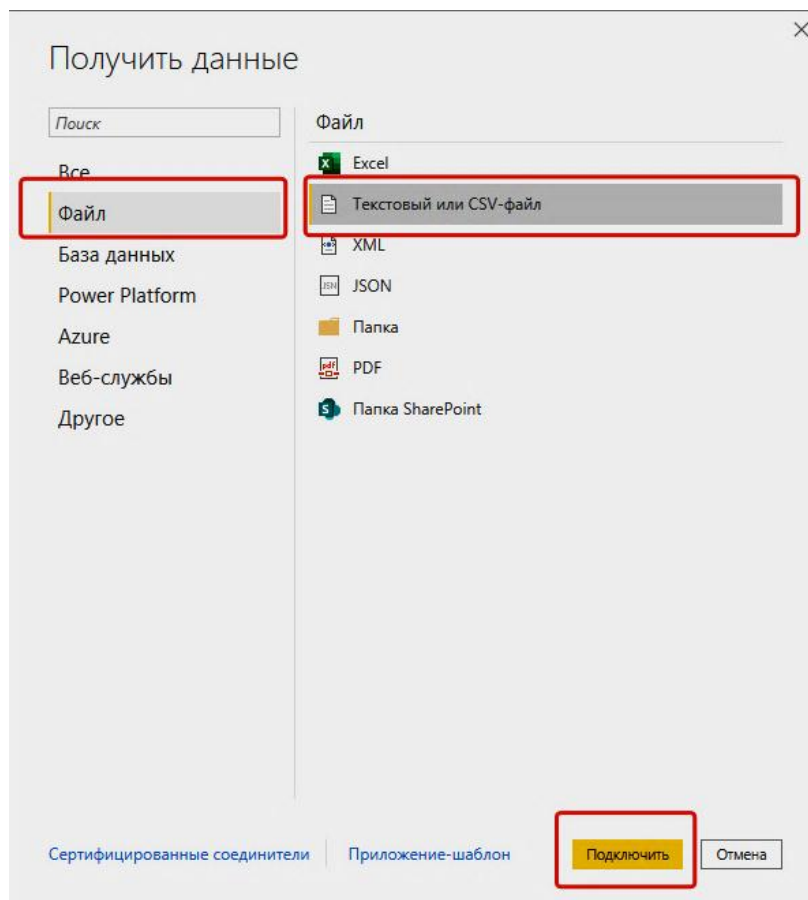 Получить данные
Поиск
Все
Файл
База данных
Power Platform
Azure
Веб-службы
Другое
Файл
Excel
Текстовый или CSV-файл
XML
JSON
Папка
PDF
Папка SharePoint
Сертифицированные соединители
Приложение-шаблон
Подключить
Отмена